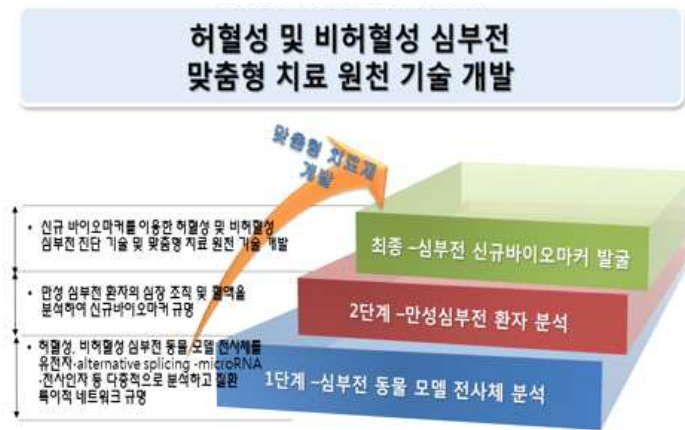 허혈성 및 비허혈성 심부전
맞춤형 치료 원천 기술 개발
맞춤형 치료제
개발
• 신규 바이오마커를 이용한 허혈성 및 비허혈성
심부전 진단 기술 및 맞춤형 치료 원천 기술 개발
• 만성 심부전 환자의 심장 조직 및 혈액을
분석하여 신규바이오마커 규명
• 허혈성, 비허혈성 심부전 동물 모델 전사체를
유전자·alternative splicing -microRNA
·전사인자 등 다중적으로 분석하고 질환
특이적 네트워크 규명
최종 –심부전 신규바이오마커 발굴
2단계 –만성심부전 환자 분석
1단계 –심부전 동물 모델 전사체 분석